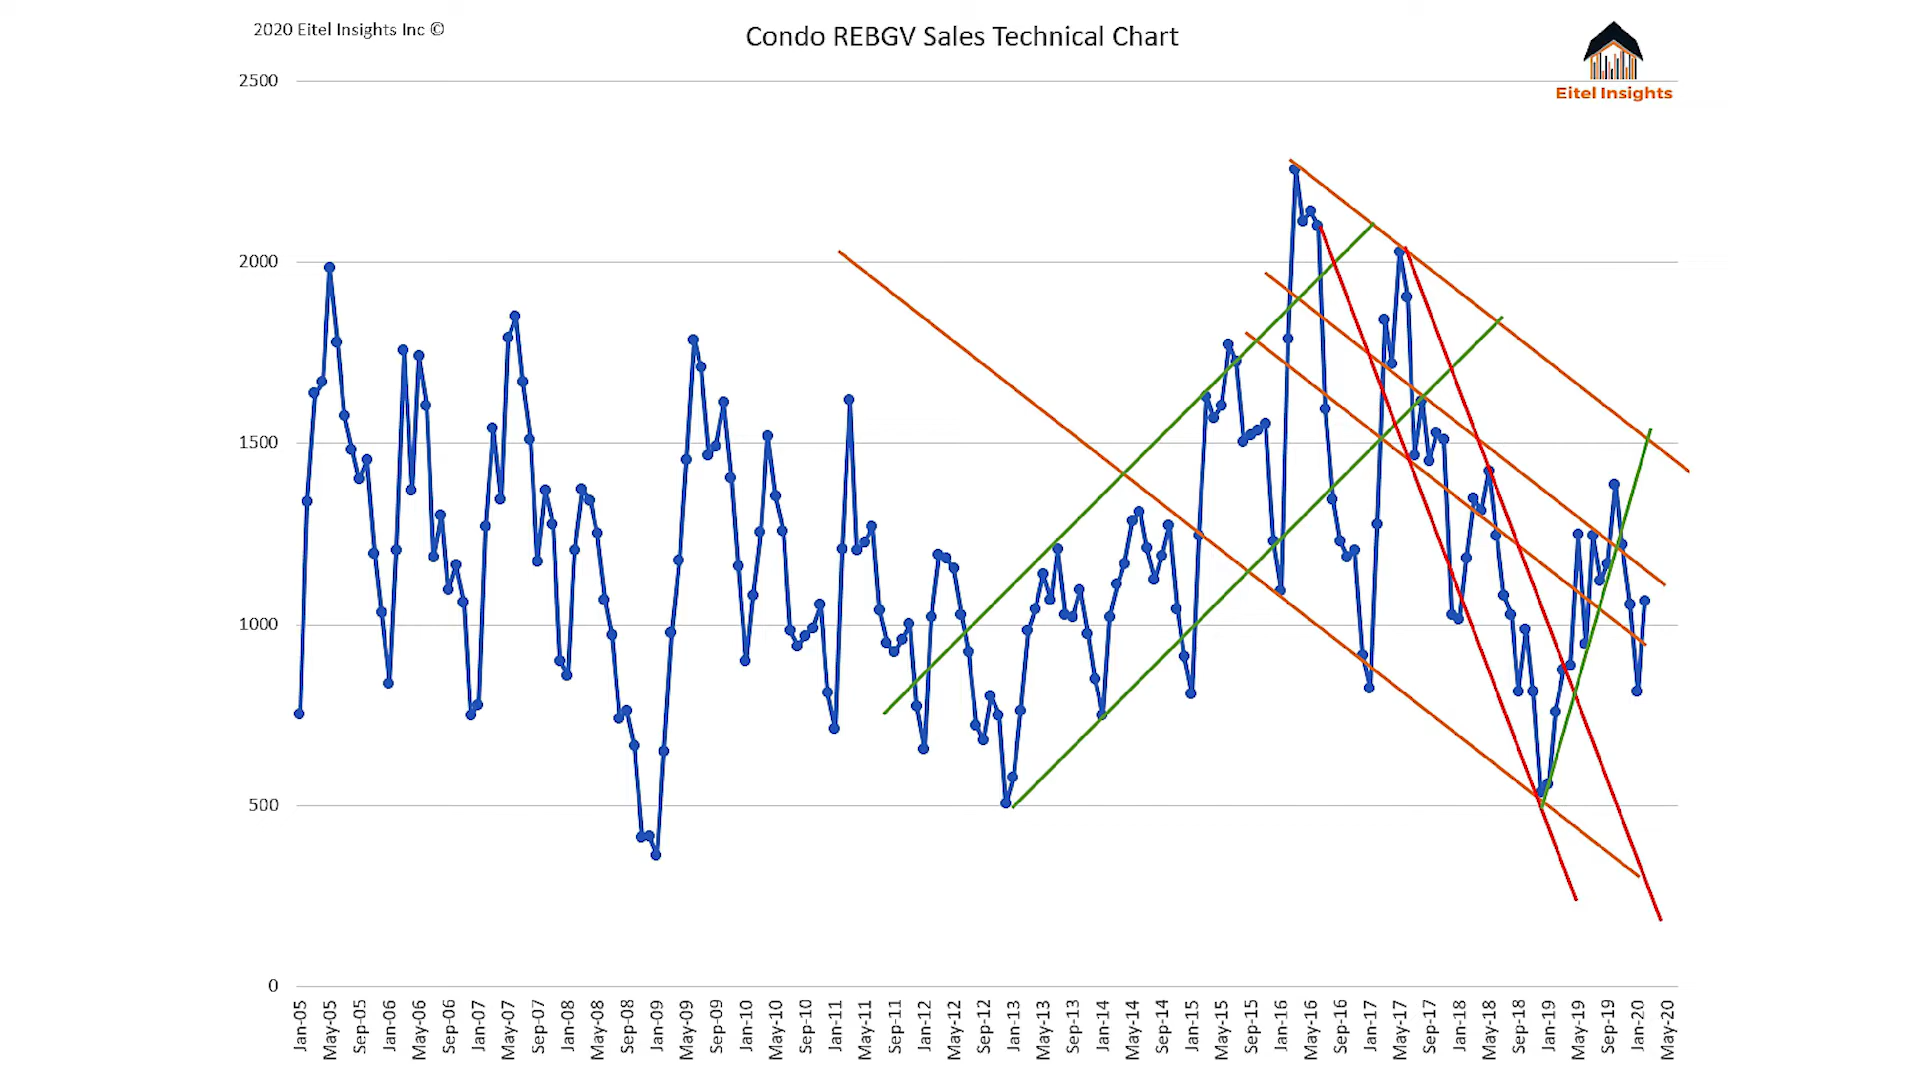 2020 Eitel Insights Inc ©
Condo REBGV Sales Technical Chart
Eitel Insights
2500
2000
1500
1000
500
0
Jan-05
May-05
Sep-05
Jan-06
May-06
Sep-06
Jan-07
May-07
Sep-07
Jan-08
May-08
Sep-08
Jan-09
May-09
Sep-09
Jan-10
May-10
Sep-10
Jan-11
May-11
Sep-11
Jan-12
May-12
Sep-12
Jan-13
May-13
Sep-13
Jan-14
May-14
Sep-14
Jan-15
May-15
Sep-15
Jan-16
May-16
Sep-16
Jan-17
May-17
Sep-17
Jan-18
May-18
Sep-18
Jan-19
May-19
Sep-19
Jan-20
May-20